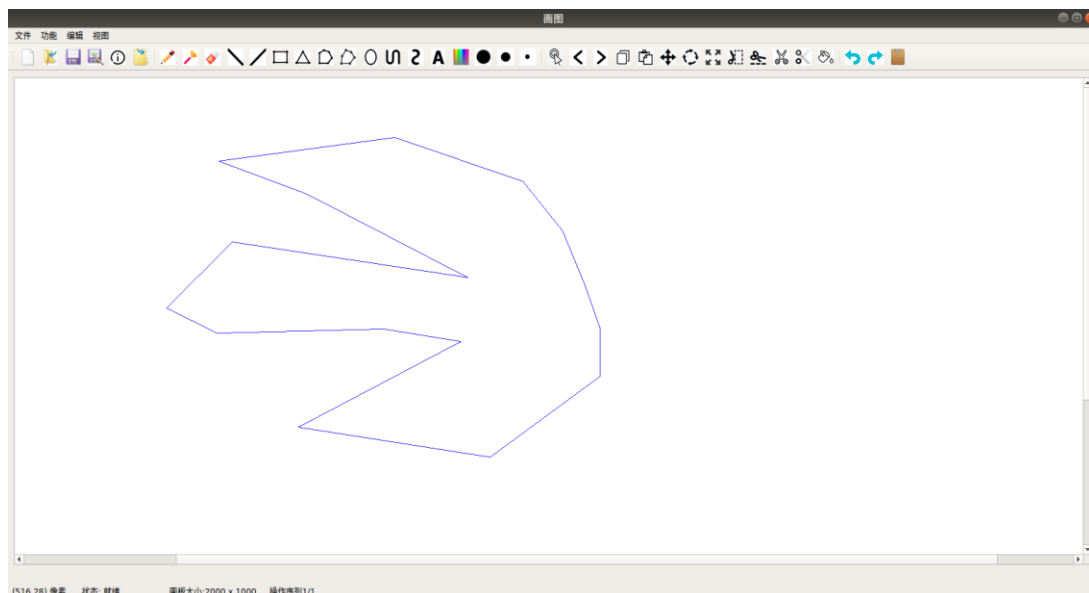 画图
文件 功能 编辑 视图
A
(516,28) 像素 状态: 就绪 画板大小:2000 x 1000 操作序列1/1